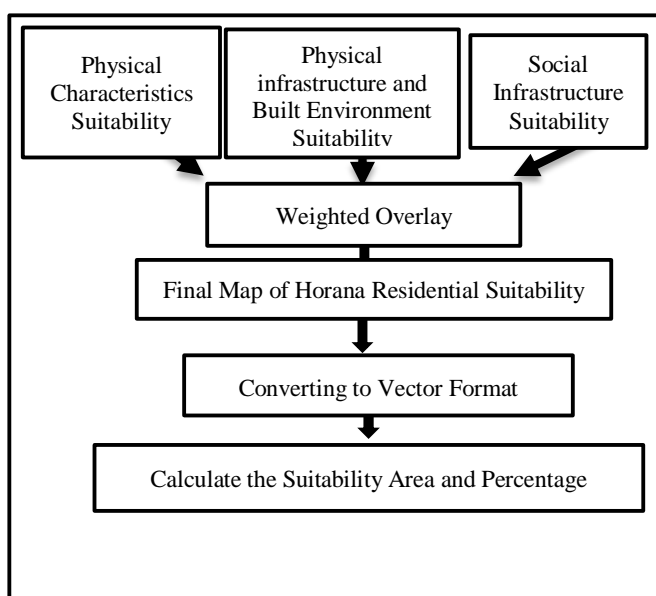 Physical
Characteristics
Suitability
Physical
infrastructure and
Built Environment
Suitability
Social
Infrastructure
Suitability
Weighted Overlay
Final Map of Horana Residential Suitability
Converting to Vector Format
Calculate the Suitability Area and Percentage